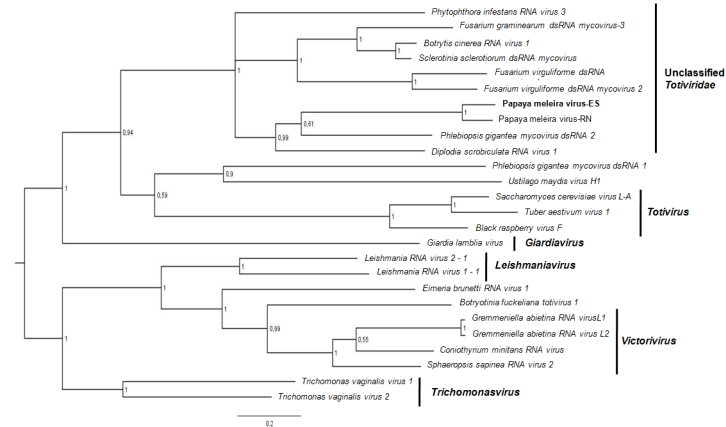 Phytophthora infestans RNA virus 3
Fusarium graminearum dsRNA mycovirus-3
Botrytis cinerea RNA virus 1
Sclerotinia sclerotiorum dsRNA mycovirus
Fusarium virguliforme dsRNA
Fusarium virguliforme dsRNA mycovirus 2
Papaya meleira virus-ES
Papaya meleira virus-RN
Phlebiopsis gigantea mycovirus dsRNA 2
Diplodia scrobiculata RNA virus 1
Unclassified
Totiviridae
Phlebiopsis gigantea mycovirus dsRNA 1
Ustilago maydis virus H1
Saccharomyces cerevisiae virus L-A
Tuber aestivum virus 1
Black raspberry virus F
Totivirus
Giardia lamblia virus
Giardiavirus
Leishmania RNA virus 2 - 1
Leishmania RNA virus 1 - 1
Leishmaniavirus
Eimeria brunetti RNA virus 1
Botryotinia fuckeliana totivirus 1
Gremmeniella abietina RNA virusL1
Gremmeniella abietina RNA virus L2
Coniothyrium minitans RNA virus
Sphaeropsis sapinea RNA virus 2
Victorivirus
Trichomonas vaginalis virus 1
Trichomonas vaginalis virus 2
Trichomonasvirus
1
1
1
1
1
1
0,61
0,99
0,94
0,9
0,59
1
1
1
1
1
1
1
0,99
1
0,55
1
1
1
0.2